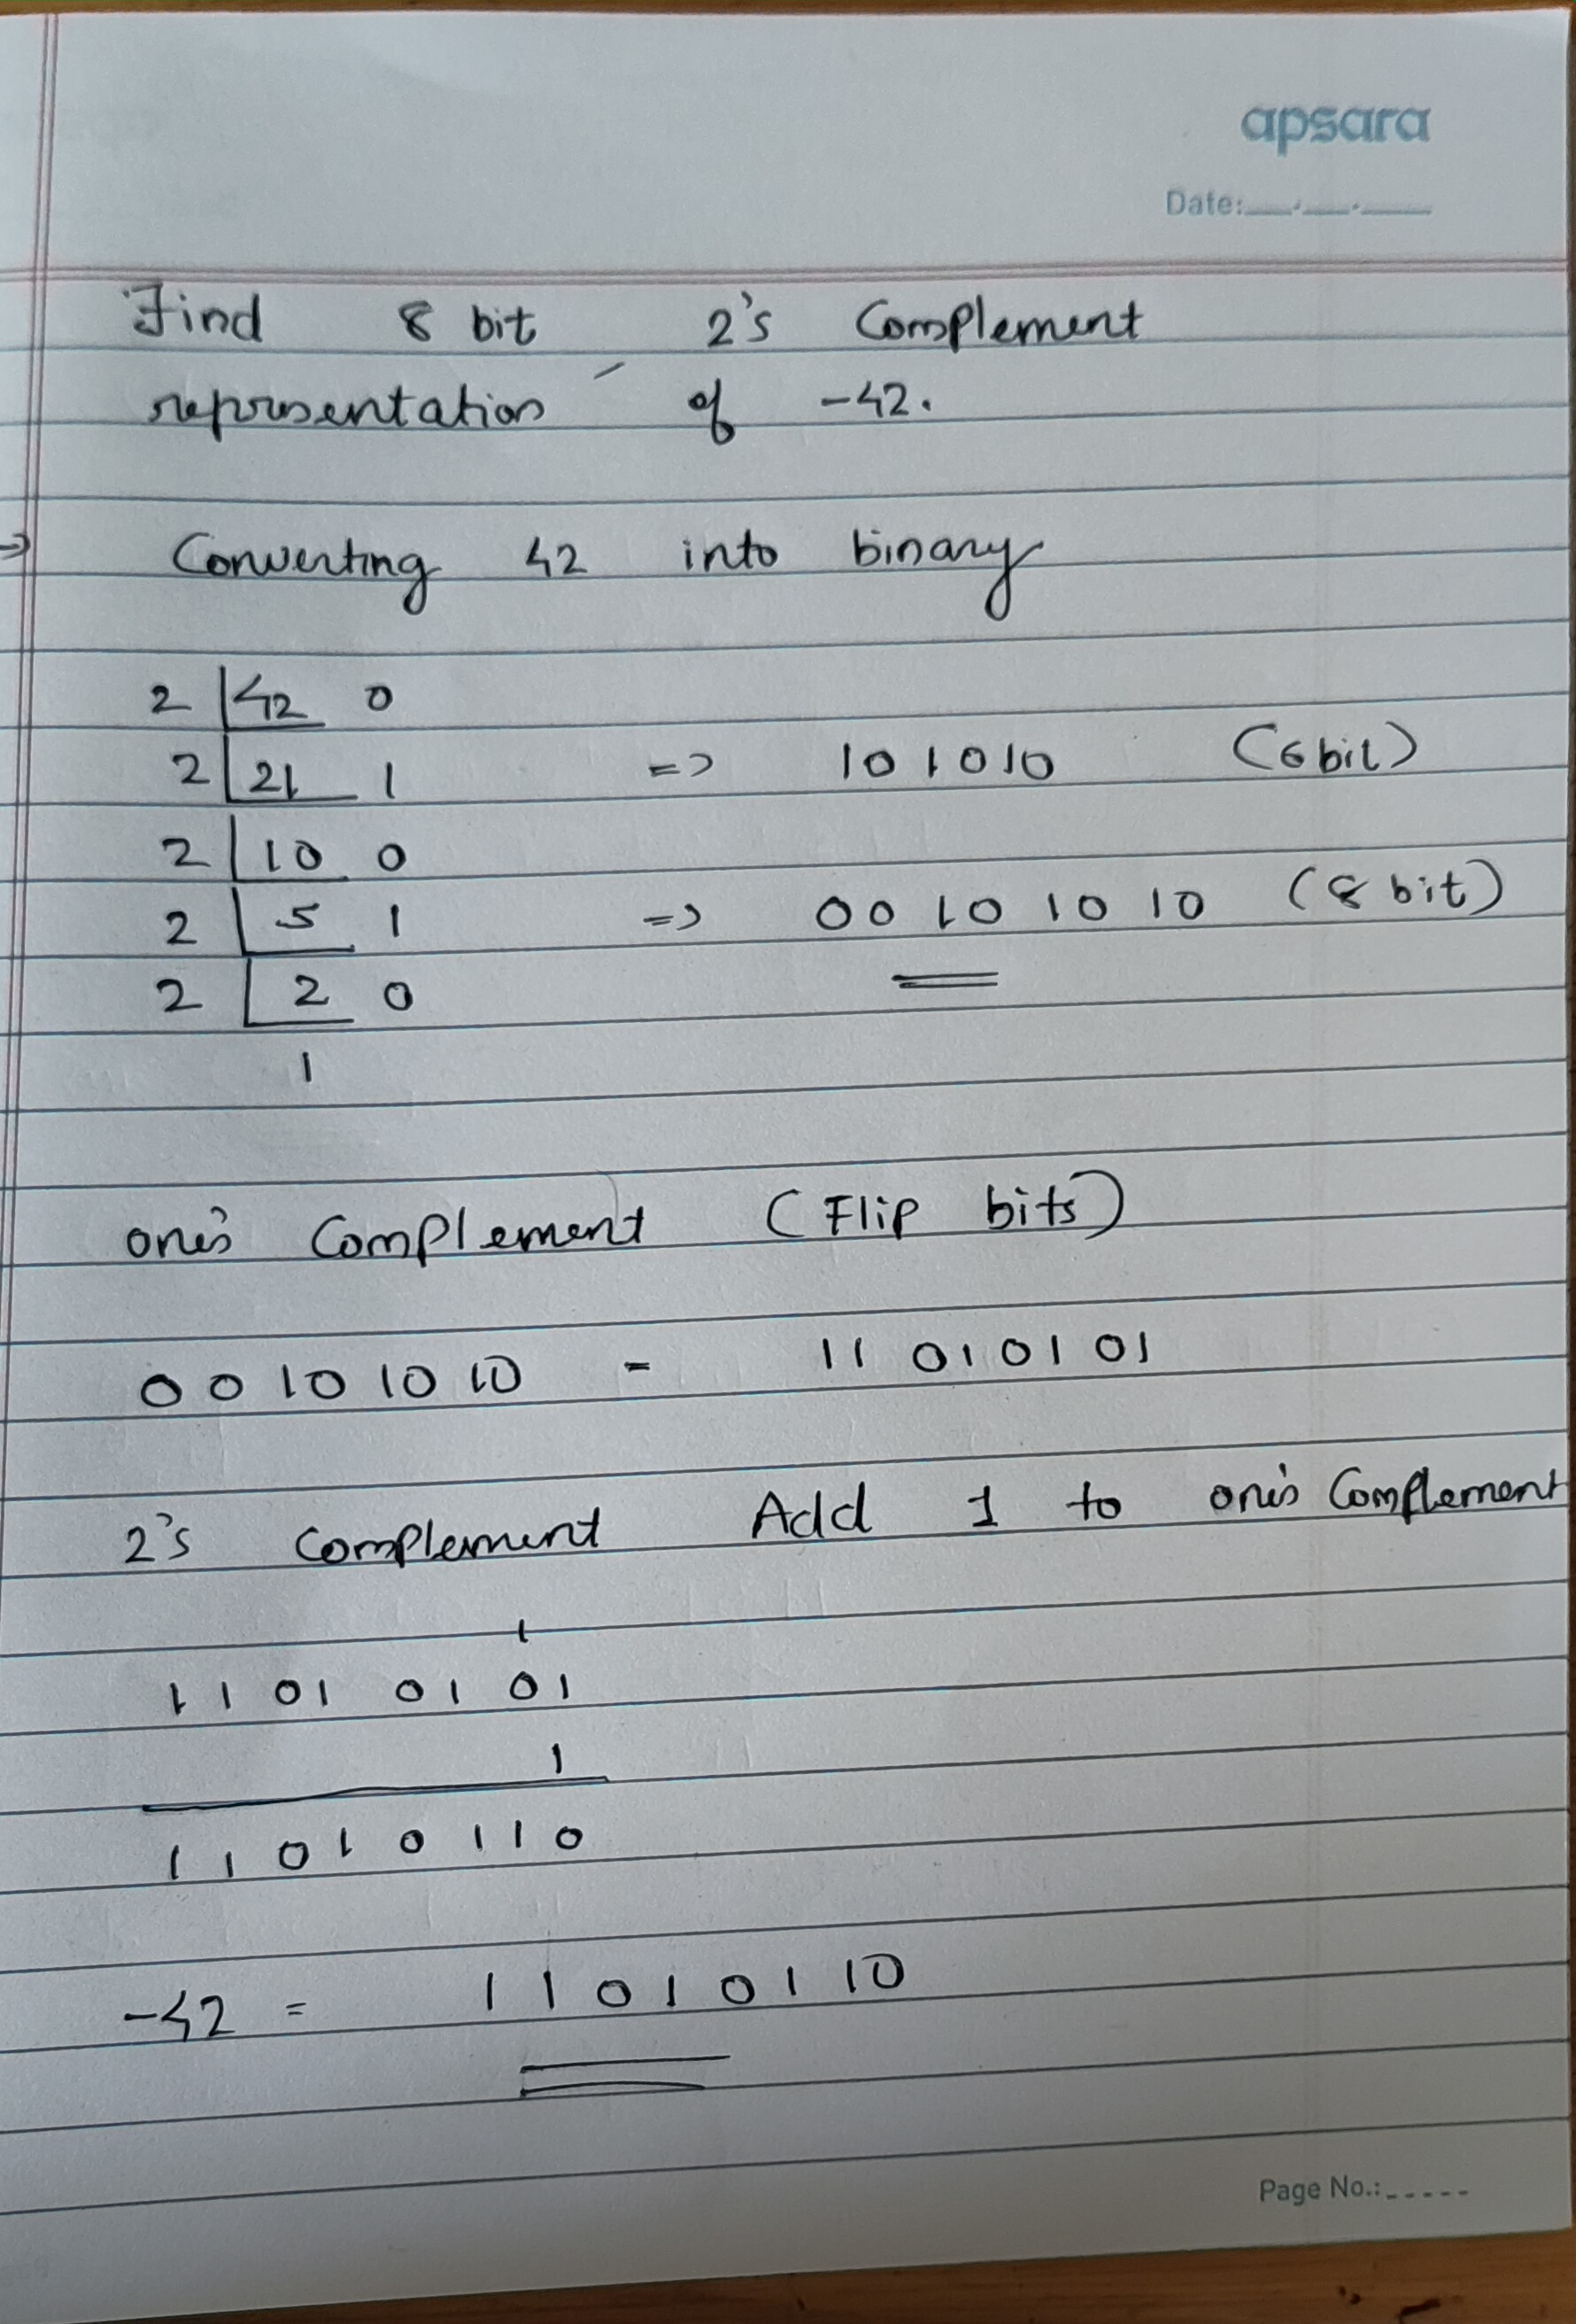 apsara
Date:
Find 8 bit 2's Complement
representation of -42.
=> Converting 42 into binary
2 42 0
2 21 1 => 101010 (6bit)
2 10 0
2 5 1 => 00101010 (8 bit)
2 2 0
1
one's Complement (Flip bits)
00101010 - 11010101
2's complement Add 1 to one's Complement
1
11010101
1
11010110
-42 = 11010110
Page No.: